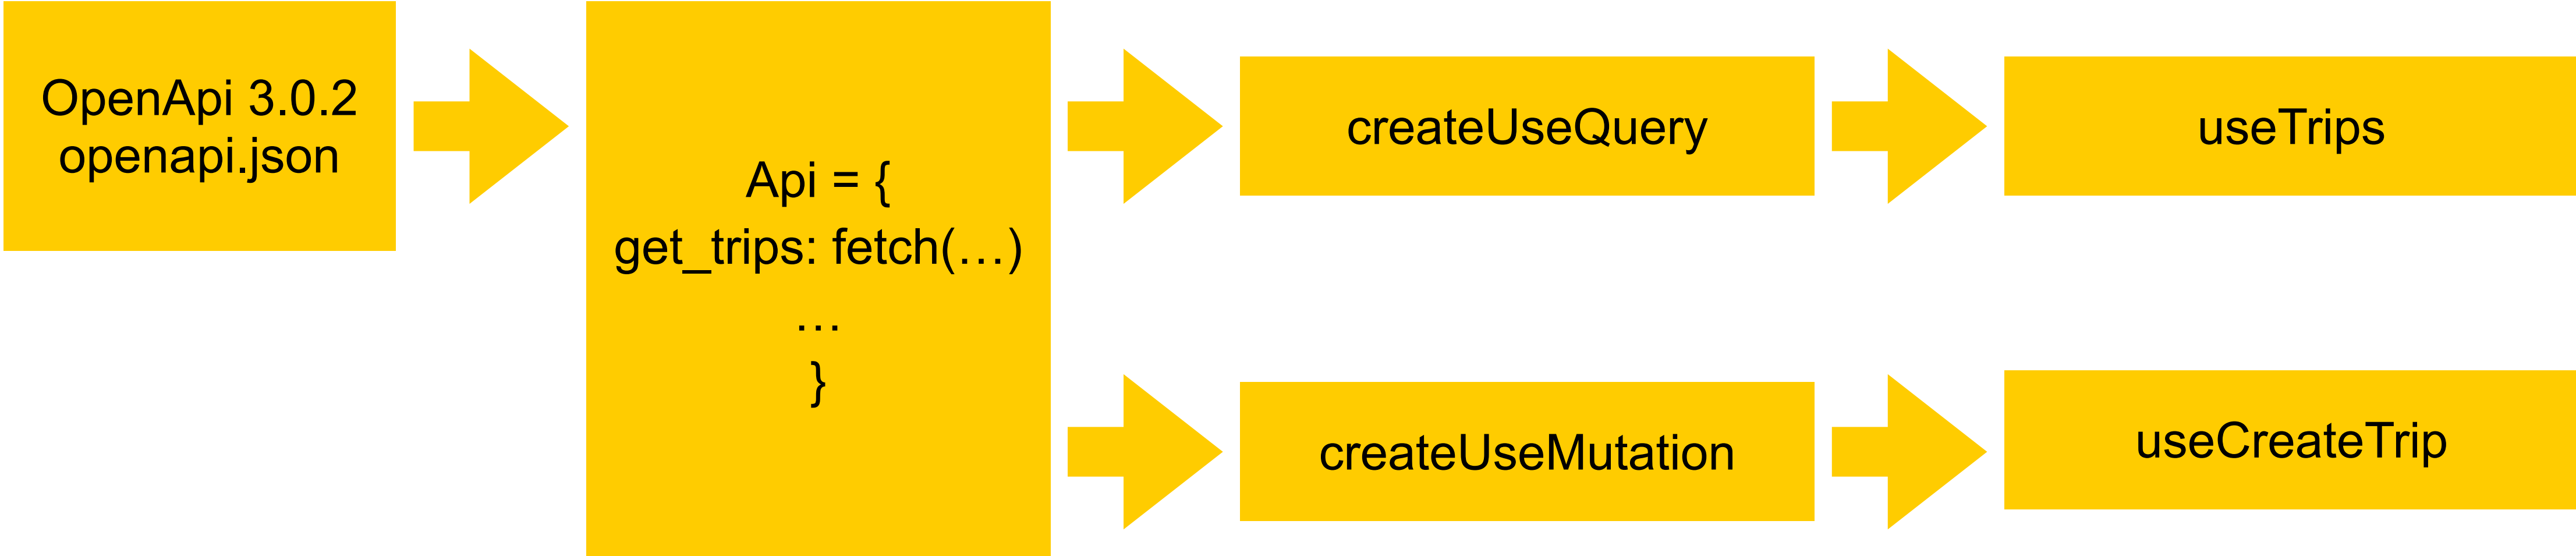 OpenApi 3.0.2
openapi.json
Api = {
get_trips: fetch(…)
…
}
createUseQuery
useTrips
createUseMutation
useCreateTrip